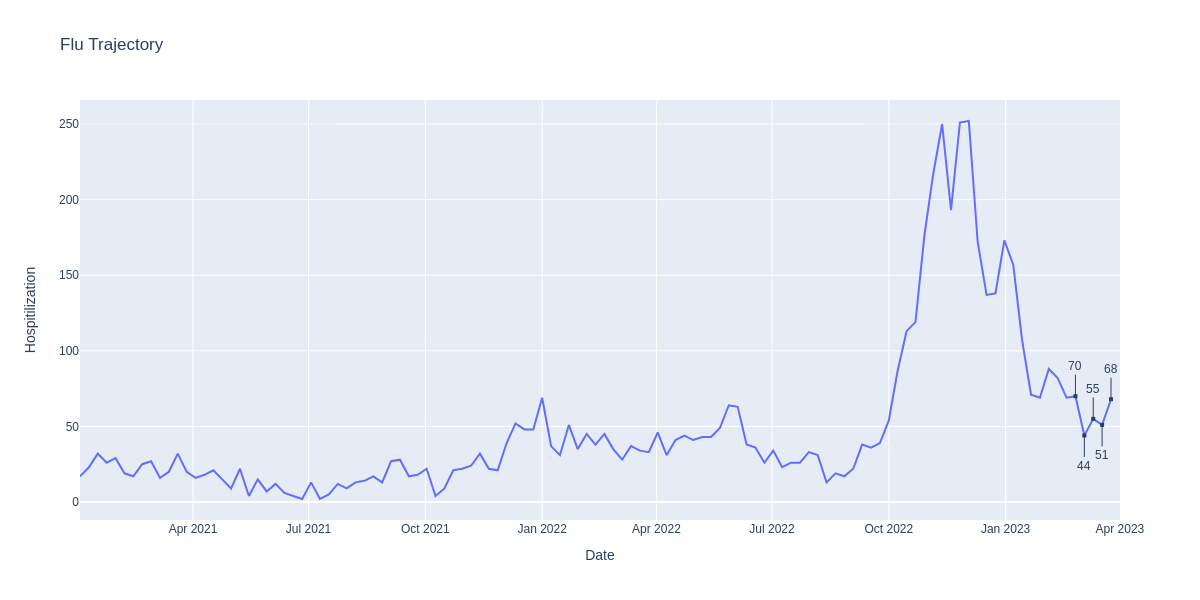 Flu Trajectory
Hospitilization
250
200
150
100
50
0
70
55
68
51
44
Apr 2021
Jul 2021
Oct 2021
Jan 2022
Apr 2022
Jul 2022
Oct 2022
Jan 2023
Apr 2023
Date